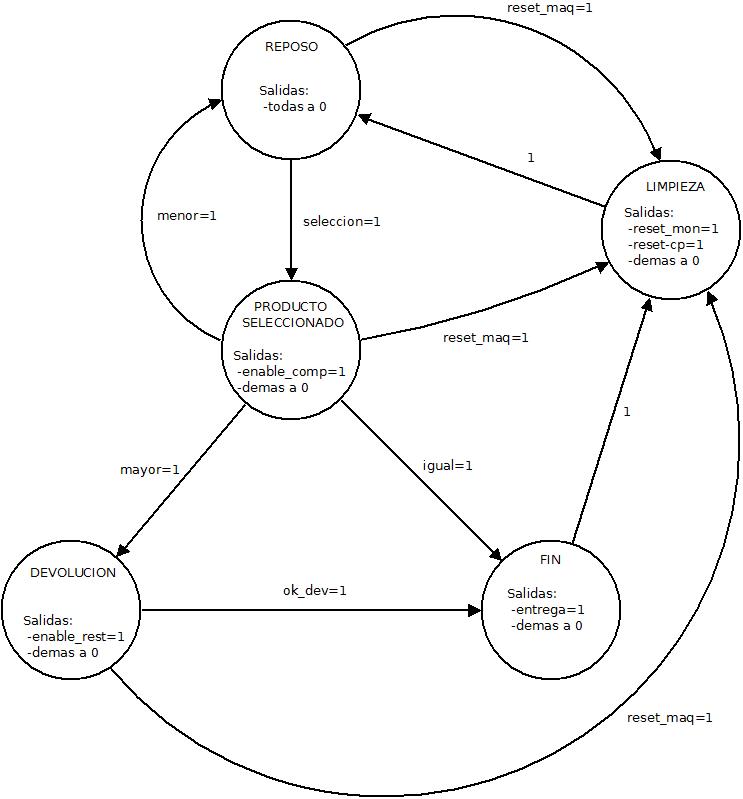 reset_maq=1
REPOSO
Salidas:
-todas a 0
1
LIMPIEZA
Salidas:
-reset_mon=1
-reset-cp=1
-demas a 0
menor=1
seleccion=1
PRODUCTO
SELECCIONADO
Salidas:
-enable_comp=1
-demas a 0
reset_maq=1
mayor=1
igual=1
1
DEVOLUCION
Salidas:
-enable_rest=1
-demas a 0
ok_dev=1
FIN
Salidas:
-entrega=1
-demas a 0
reset_maq=1